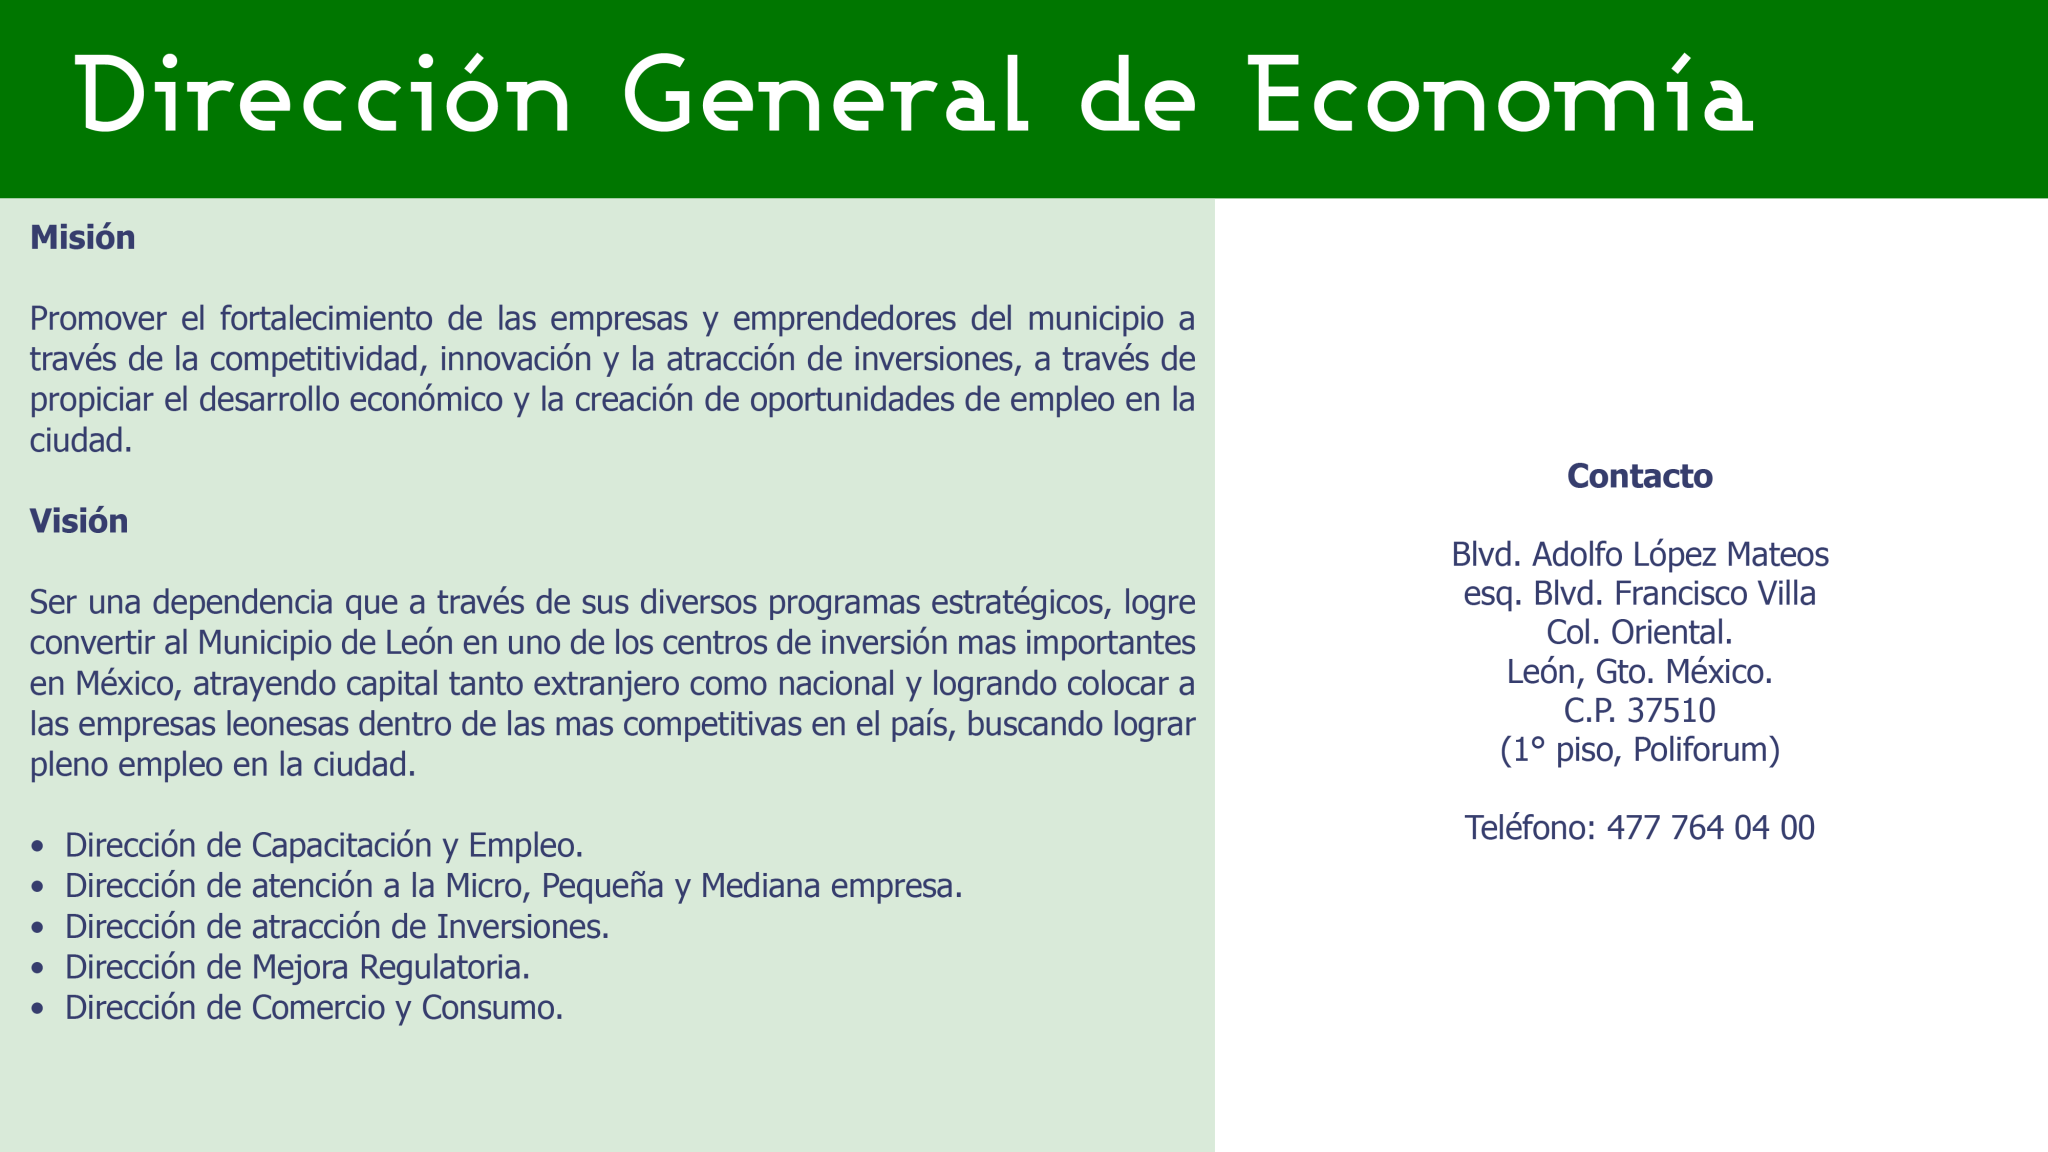 Dirección General de Economía
Misión
Promover el fortalecimiento de las empresas y emprendedores del municipio a
través de la competitividad, innovación y la atracción de inversiones, a través de
propiciar el desarrollo económico y la creación de oportunidades de empleo en la
ciudad.
Visión
Ser una dependencia que a través de sus diversos programas estratégicos, logre
convertir al Municipio de León en uno de los centros de inversión mas importantes
en México, atrayendo capital tanto extranjero como nacional y logrando colocar a
las empresas leonesas dentro de las mas competitivas en el país, buscando lograr
pleno empleo en la ciudad.
• Dirección de Capacitación y Empleo.
• Dirección de atención a la Micro, Pequeña y Mediana empresa.
• Dirección de atracción de Inversiones.
• Dirección de Mejora Regulatoria.
• Dirección de Comercio y Consumo.
Contacto
Blvd. Adolfo López Mateos
esq. Blvd. Francisco Villa
Col. Oriental.
León, Gto. México.
C.P. 37510
(1° piso, Poliforum)
Teléfono: 477 764 04 00